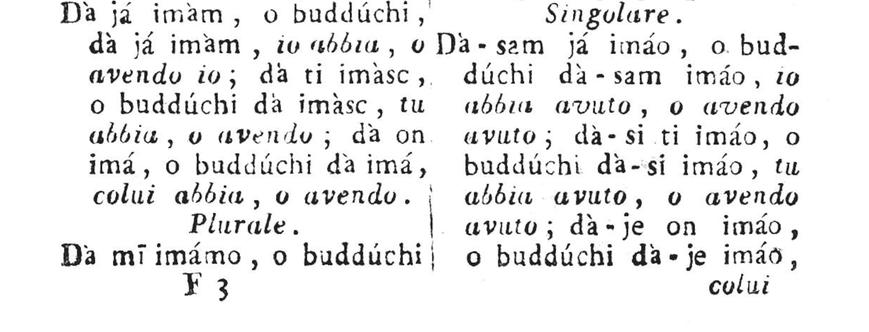 Dà já imàm, o buddúchi,
dà já imàm, io abbia, o
avendo io; dà ti imàsc,
o buddúchi dà imàsc, tu
abbia, o avendo; dà on
imá, o buddúchi dà imá,
colui abbia, o avendo.
Plurale.
Dà mī imámo, o buddúchi
F 3
Singolare.
Dà-sam já imáo, o bud-
dúchi dà-sam imáo, io
abbia avuto, o avendo
avuto; dà-si ti imáo, o
buddúchi dà-si imáo, tu
abbia avuto, o avendo
avuto; dà-je on imáo,
o buddúchi dà-je imáo,
colui